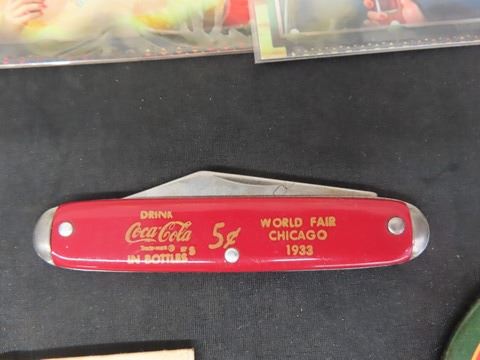 DRINK
Coca-Cola
Trade-mark ®
IN BOTTLES
5¢
WORLD FAIR
CHICAGO
1933